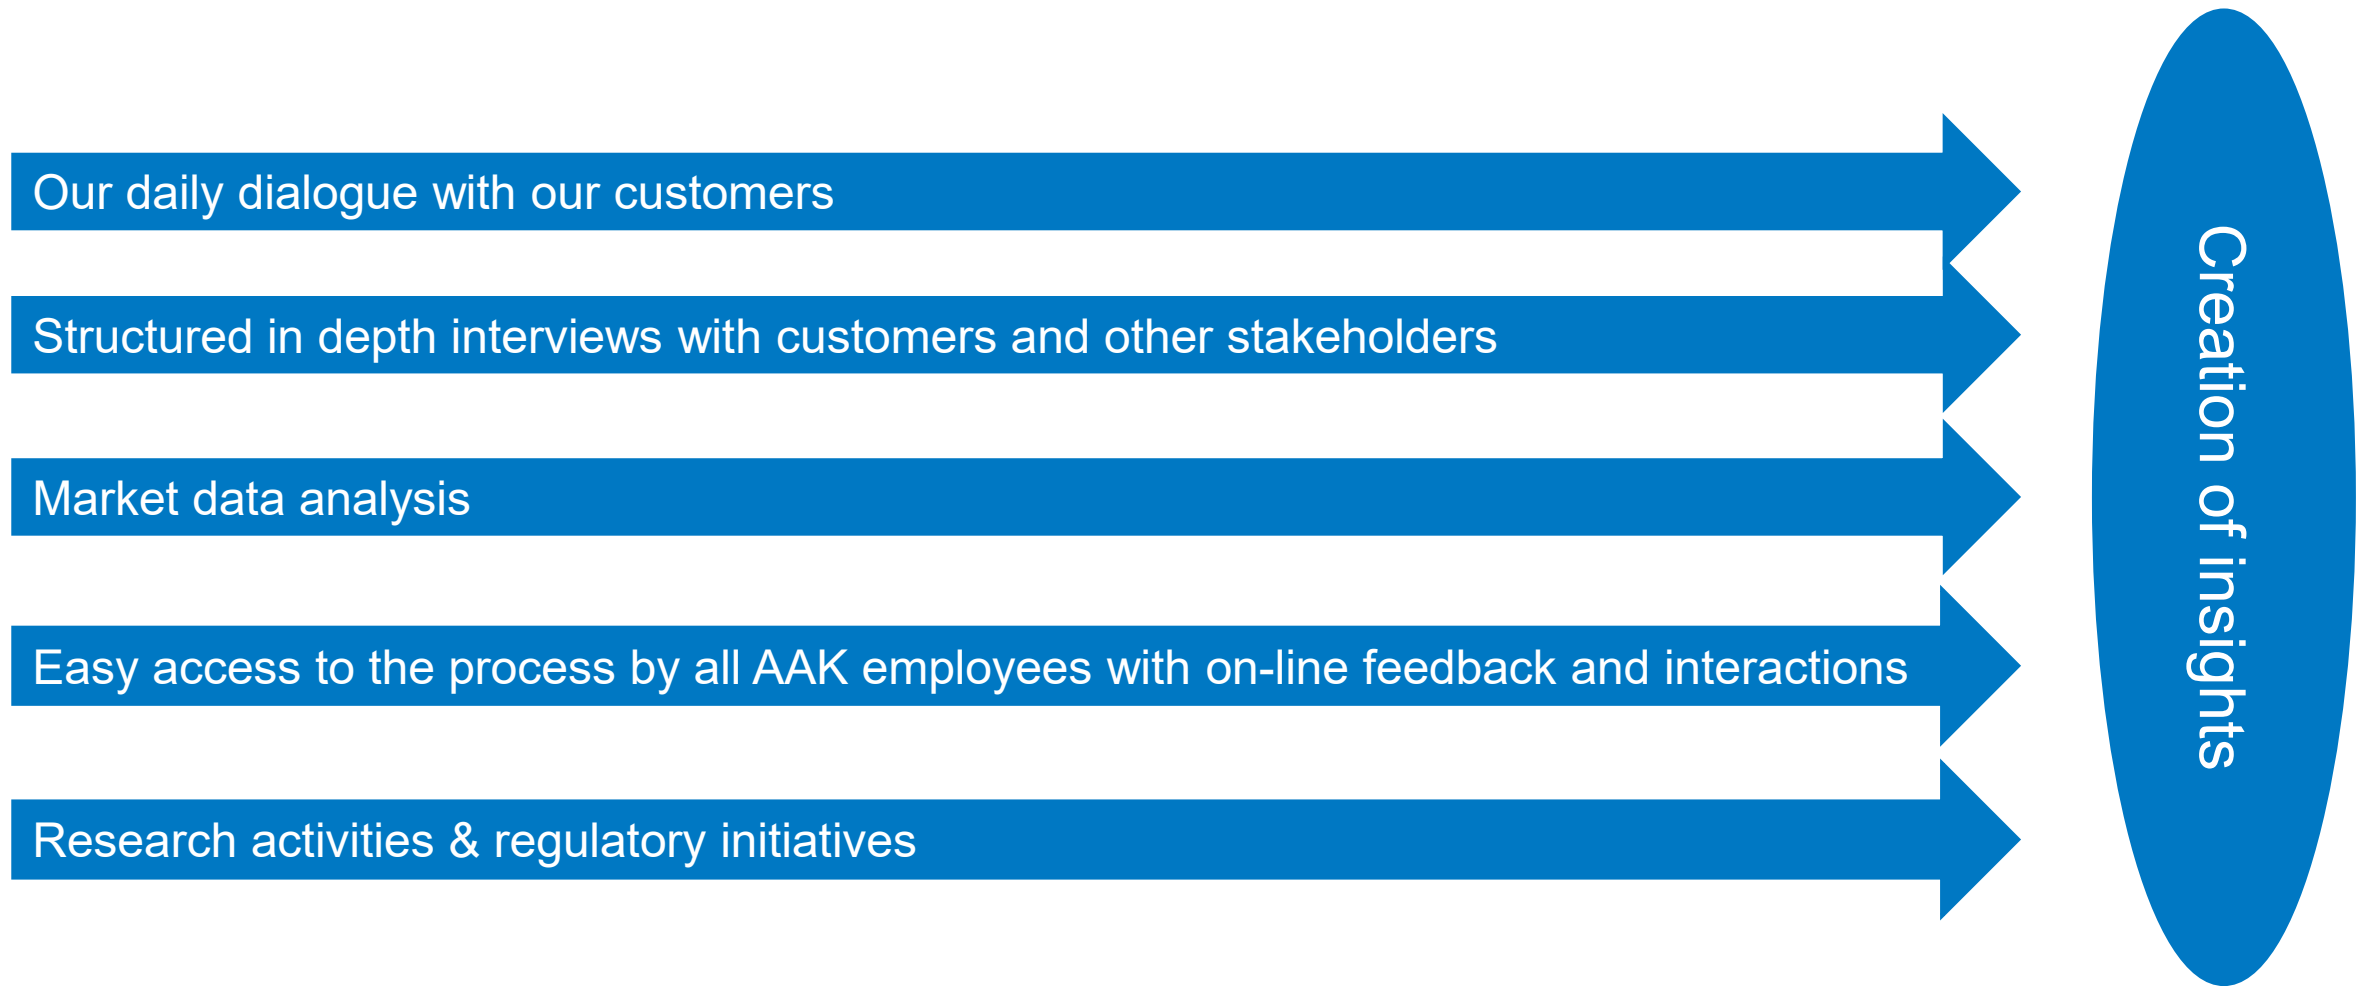 Our daily dialogue with our customers
Structured in depth interviews with customers and other stakeholders
Market data analysis
Easy access to the process by all AAK employees with on-line feedback and interactions
Research activities & regulatory initiatives
Creation of insights